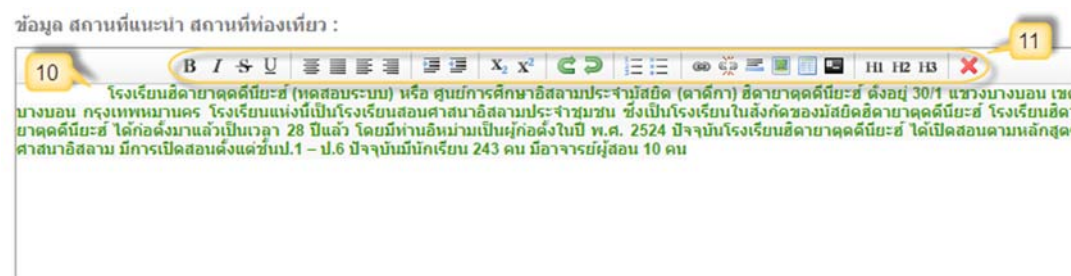 ข้อมูล สถานที่แนะนำ สถานที่ท่องเที่ยว :
11
10
B I S U X₂ X² H1 H2 H3
โรงเรียนฮิดายาตุดดีนียะฮ์ (ทดสอบระบบ) หรือ ศูนย์การศึกษาอิสลามประจำมัสยิด (ตาดีกา) ฮิดายาตุดดีนียะฮ์ ตั้งอยู่ 30/1 แขวงบางบอน เขต
บางบอน กรุงเทพหมานคร โรงเรียนแห่งนี้เป็นโรงเรียนสอนศาสนาอิสลามประจำชุมชน ซึ่งเป็นโรงเรียนในสังกัดของมัสยิดฮิดายาตุดดีนียะฮ์ โรงเรียนฮิดา
ยาตุดดีนียะฮ์ ได้ก่อตั้งมาแล้วเป็นเวลา 28 ปีแล้ว โดยมีท่านอิหม่ามเป็นผู้ก่อตั้งในปี พ.ศ. 2524 ปัจจุบันโรงเรียนฮิดายาตุดดีนียะฮ์ ได้เปิดสอนตามหลักสูตร
ศาสนาอิสลาม มีการเปิดสอนตั้งแต่ชั้นป.1 – ป.6 ปัจจุบันมีนักเรียน 243 คน มีอาจารย์ผู้สอน 10 คน